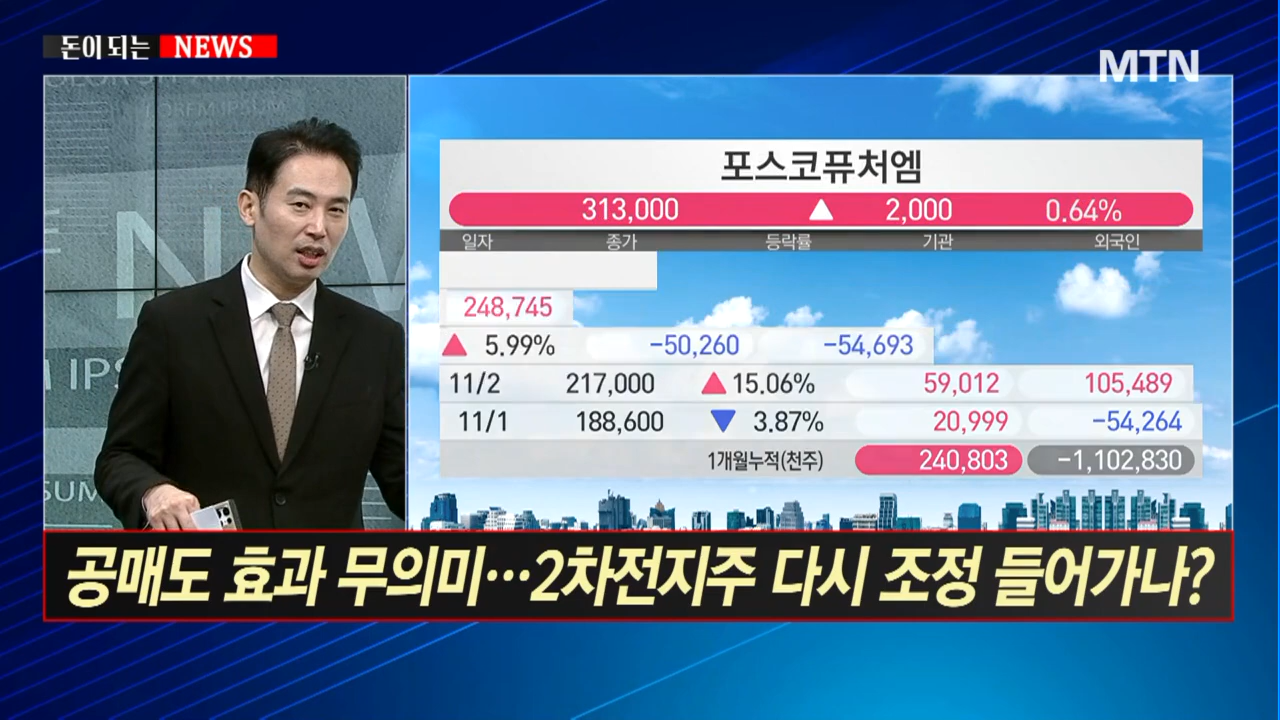 돈이 되는 NEWS
MTN
포스코퓨처엠
313,000 ▲ 2,000 0.64%
일자 종가 등락률 기관 외국인
248,745
▲ 5.99% -50,260 -54,693
11/2 217,000 ▲ 15.06% 59,012 105,489
11/1 188,600 ▼ 3.87% 20,999 -54,264
1개월누적(천주) 240,803 -1,102,830
공매도 효과 무의미…2차전지주 다시 조정 들어가나?